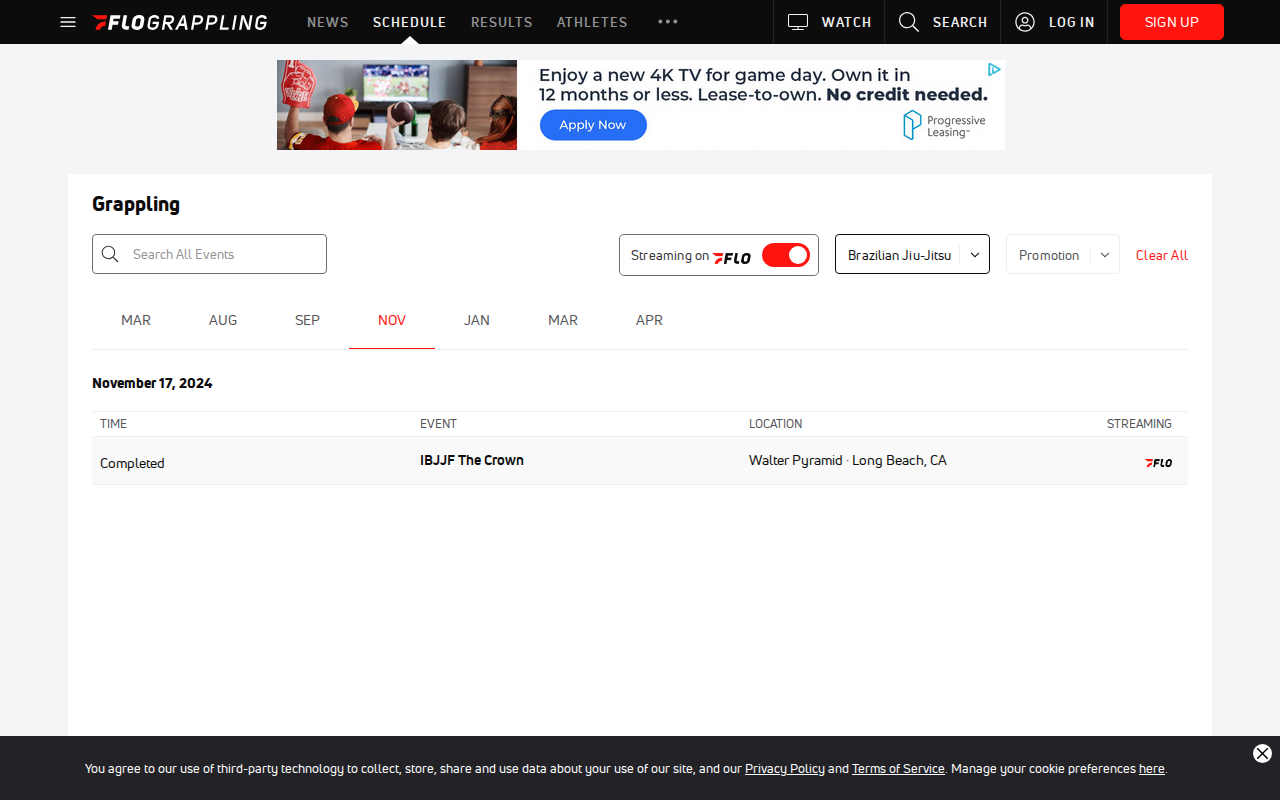 FLOGRAPPLING NEWS SCHEDULE RESULTS ATHLETES ••• WATCH SEARCH LOG IN SIGN UP
Enjoy a new 4K TV for game day. Own it in
12 months or less. Lease-to-own. No credit needed.
Apply Now
Progressive
Leasing™
Grappling
Search All Events
Streaming on FLO
Brazilian Jiu-Jitsu
Promotion
Clear All
MAR AUG SEP NOV JAN MAR APR
November 17, 2024
TIME EVENT LOCATION STREAMING
Completed IBJJF The Crown Walter Pyramid · Long Beach, CA FLO
You agree to our use of third-party technology to collect, store, share and use data about your use of our site, and our Privacy Policy and Terms of Service. Manage your cookie preferences here.